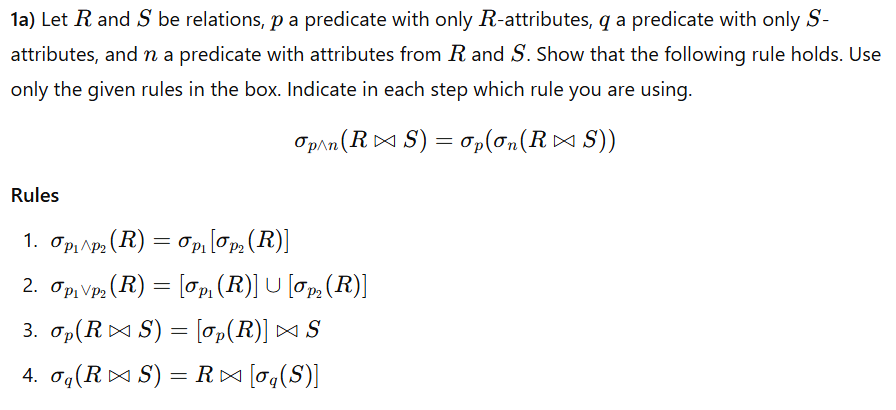 1a) Let R and S be relations, p a predicate with only R-attributes, q a predicate with only S-
attributes, and n a predicate with attributes from R and S. Show that the following rule holds. Use
only the given rules in the box. Indicate in each step which rule you are using.
σ_{p∧n}(R ⋈ S) = σ_p(σ_n(R ⋈ S))
Rules
1. σ_{p₁∧p₂}(R) = σ_{p₁}[σ_{p₂}(R)]
2. σ_{p₁∨p₂}(R) = [σ_{p₁}(R)] ∪ [σ_{p₂}(R)]
3. σ_p(R ⋈ S) = [σ_p(R)] ⋈ S
4. σ_q(R ⋈ S) = R ⋈ [σ_q(S)]